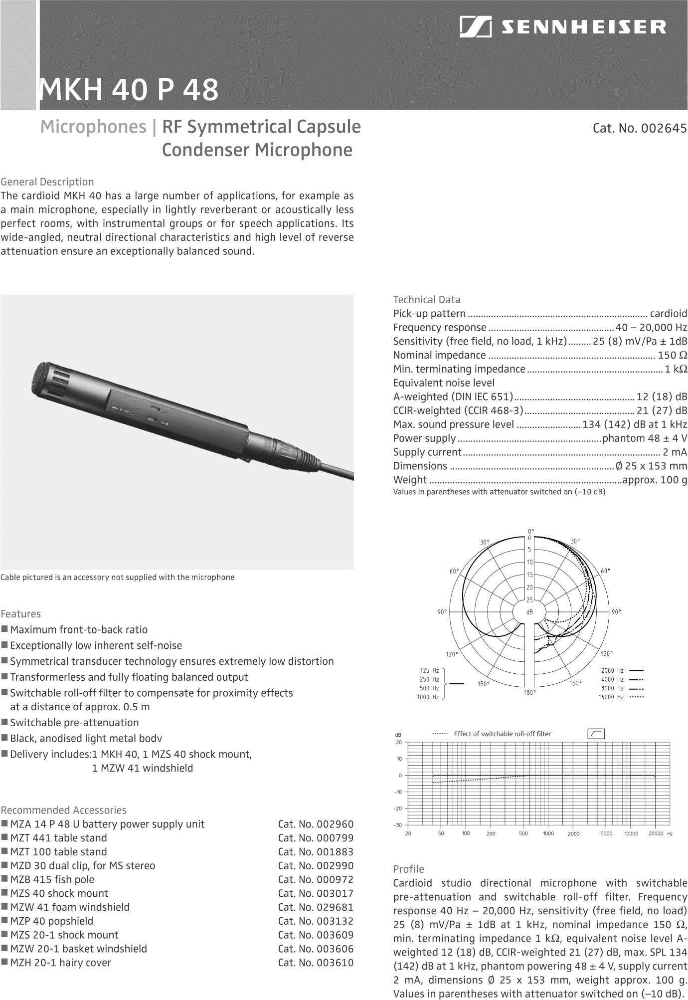 SENNHEISER
MKH 40 P 48
Microphones | RF Symmetrical Capsule
Condenser Microphone
Cat. No. 002645
General Description
The cardioid MKH 40 has a large number of applications, for example as
a main microphone, especially in lightly reverberant or acoustically less
perfect rooms, with instrumental groups or for speech applications. Its
wide-angled, neutral directional characteristics and high level of reverse
attenuation ensure an exceptionally balanced sound.
Cable pictured is an accessory not supplied with the microphone
Features
■ Maximum front-to-back ratio
■ Exceptionally low inherent self-noise
■ Symmetrical transducer technology ensures extremely low distortion
■ Transformerless and fully floating balanced output
■ Switchable roll-off filter to compensate for proximity effects
at a distance of approx. 0.5 m
■ Switchable pre-attenuation
■ Black, anodised light metal body
■ Delivery includes:1 MKH 40, 1 MZS 40 shock mount,
1 MZW 41 windshield
Recommended Accessories
■ MZA 14 P 48 U battery power supply unit Cat. No. 002960
■ MZT 441 table stand Cat. No. 000799
■ MZT 100 table stand Cat. No. 001883
■ MZD 30 dual clip, for MS stereo Cat. No. 002990
■ MZB 415 fish pole Cat. No. 000972
■ MZS 40 shock mount Cat. No. 003017
■ MZW 41 foam windshield Cat. No. 029681
■ MZP 40 popshield Cat. No. 003132
■ MZS 20-1 shock mount Cat. No. 003609
■ MZW 20-1 basket windshield Cat. No. 003606
■ MZH 20-1 hairy cover Cat. No. 003610
Technical Data
Pick-up pattern ........ cardioid
Frequency response ........ 40 – 20,000 Hz
Sensitivity (free field, no load, 1 kHz)......... 25 (8) mV/Pa ± 1dB
Nominal impedance ........ 150 Ω
Min. terminating impedance ........ 1 kΩ
Equivalent noise level
A-weighted (DIN IEC 651)........ 12 (18) dB
CCIR-weighted (CCIR 468-3)........ 21 (27) dB
Max. sound pressure level ........ 134 (142) dB at 1 kHz
Power supply ........ phantom 48 ± 4 V
Supply current........ 2 mA
Dimensions ........ Ø 25 x 153 mm
Weight ........ approx. 100 g
Values in parentheses with attenuator switched on (–10 dB)
0°
0
30° 30°
5
10
60° 60°
15
20
25
90° dB 90°
120° 120°
150° 150°
180°
125 Hz
250 Hz
500 Hz
1000 Hz
2000 Hz
4000 Hz
8000 Hz
16000 Hz
dB Effect of switchable roll-off filter
20
10
0
-10
-20
-30
20 50 100 200 500 1000 2000 5000 10000 20000 Hz
Profile
Cardioid studio directional microphone with switchable
pre-attenuation and switchable roll-off filter. Frequency
response 40 Hz – 20,000 Hz, sensitivity (free field, no load)
25 (8) mV/Pa ± 1dB at 1 kHz, nominal impedance 150 Ω,
min. terminating impedance 1 kΩ, equivalent noise level A-
weighted 12 (18) dB, CCIR-weighted 21 (27) dB, max. SPL 134
(142) dB at 1 kHz, phantom powering 48 ± 4 V, supply current
2 mA, dimensions Ø 25 x 153 mm, weight approx. 100 g.
Values in parentheses with attenuator switched on (–10 dB).